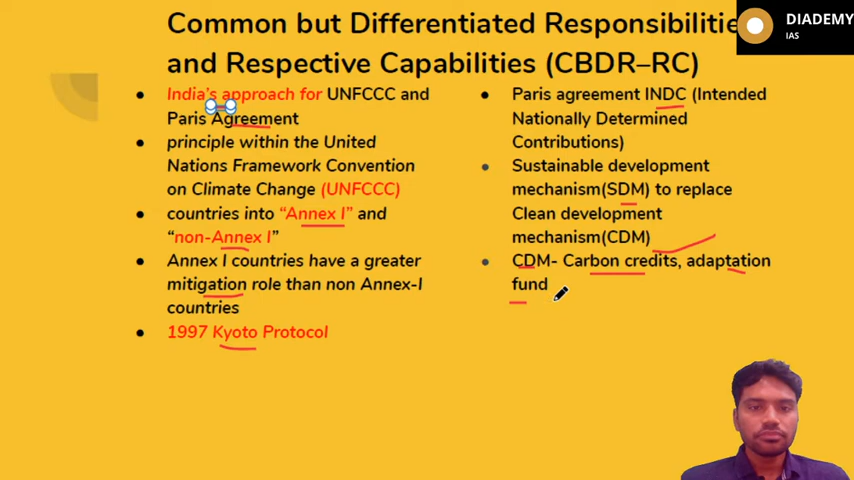 Common but Differentiated Responsibilitie
and Respective Capabilities (CBDR–RC)
DIADEMY
IAS
● India's approach for UNFCCC and
Paris Agreement
● principle within the United
Nations Framework Convention
on Climate Change (UNFCCC)
● countries into “Annex I” and
“non-Annex I”
● Annex I countries have a greater
mitigation role than non Annex-I
countries
● 1997 Kyoto Protocol
● Paris agreement INDC (Intended
Nationally Determined
Contributions)
● Sustainable development
mechanism(SDM) to replace
Clean development
mechanism(CDM)
● CDM- Carbon credits, adaptation
fund